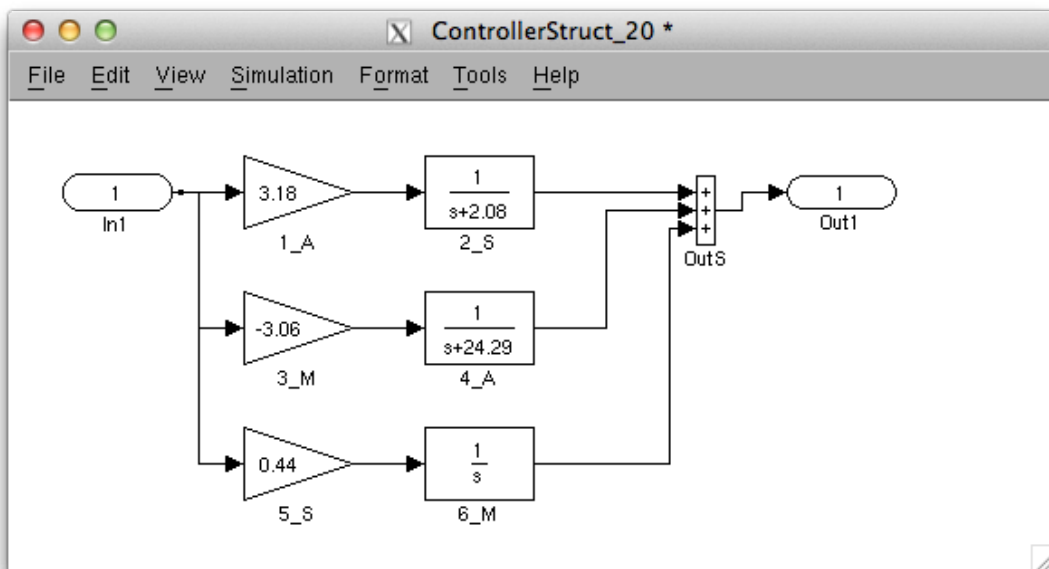 ControllerStruct_20 *
File Edit View Simulation Format Tools Help
1
In1
3.18
1_A
1
s+2.08
2_S
+
+
+
OutS
1
Out1
-3.06
3_M
1
s+24.29
4_A
0.44
5_S
1
s
6_M